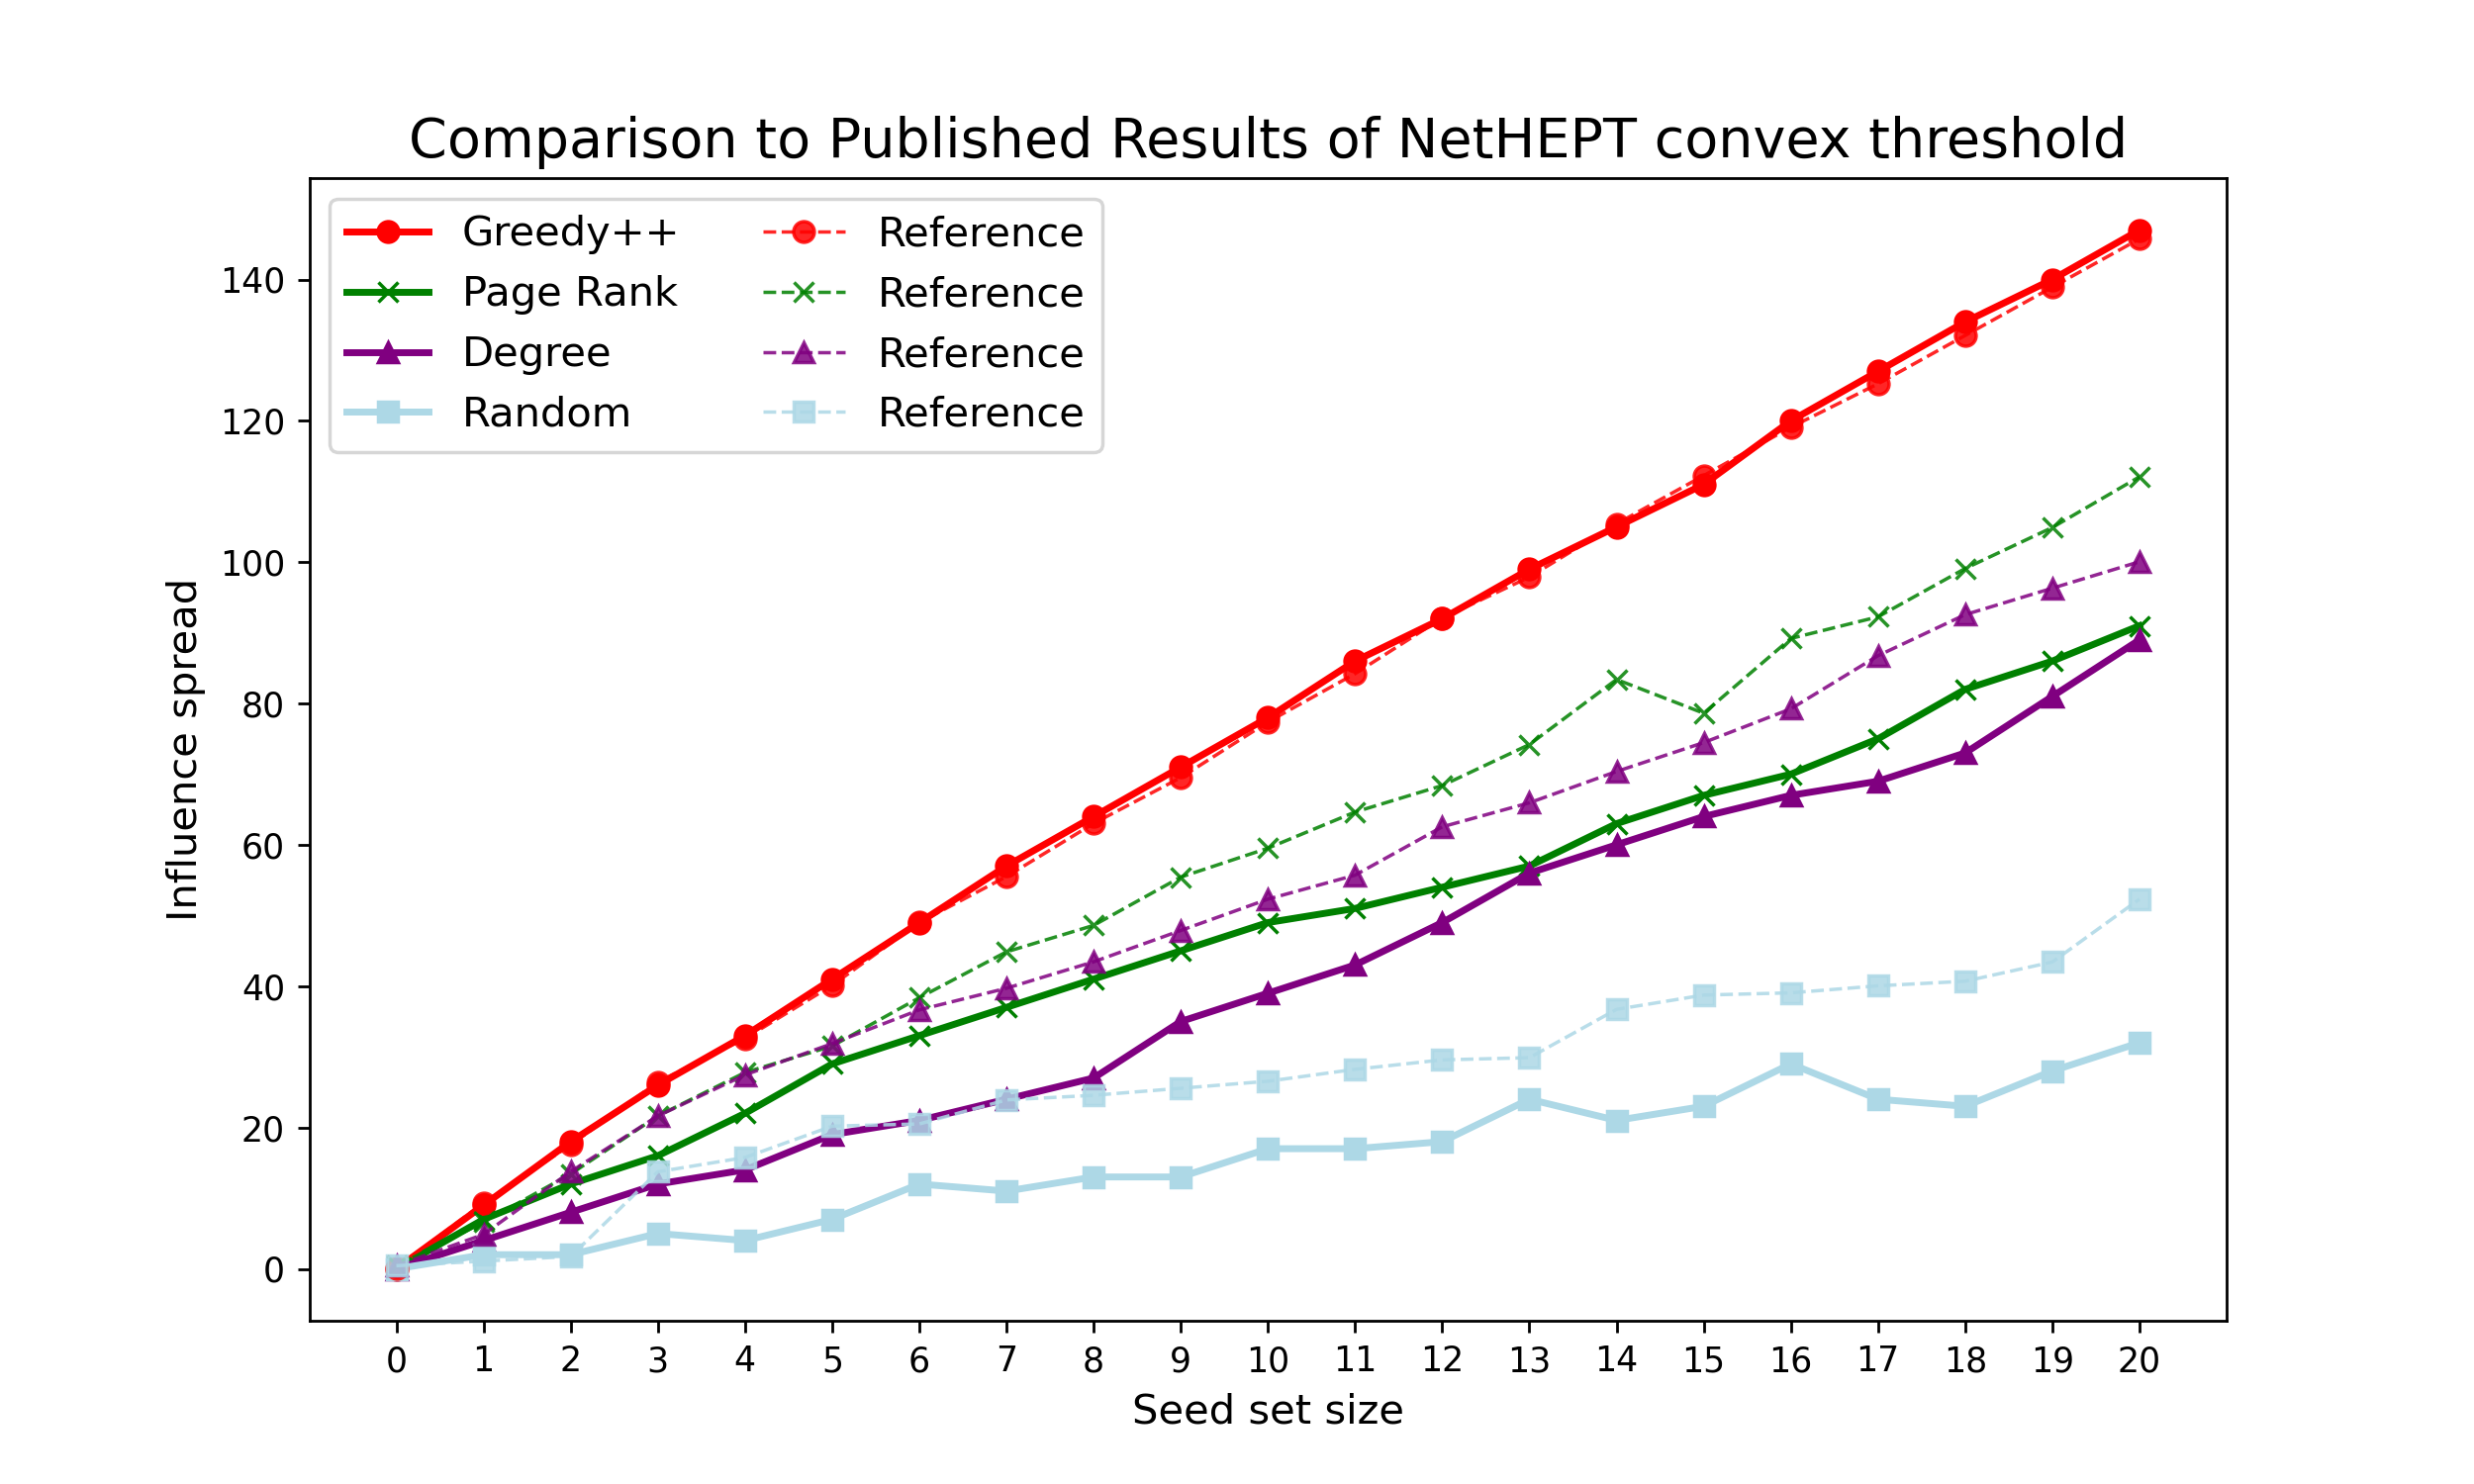 Comparison to Published Results of NetHEPT convex threshold
Greedy++
Page Rank
Degree
Random
Reference
Reference
Reference
Reference
Influence spread
140
120
100
80
60
40
20
0
0 1 2 3 4 5 6 7 8 9 10 11 12 13 14 15 16 17 18 19 20
Seed set size